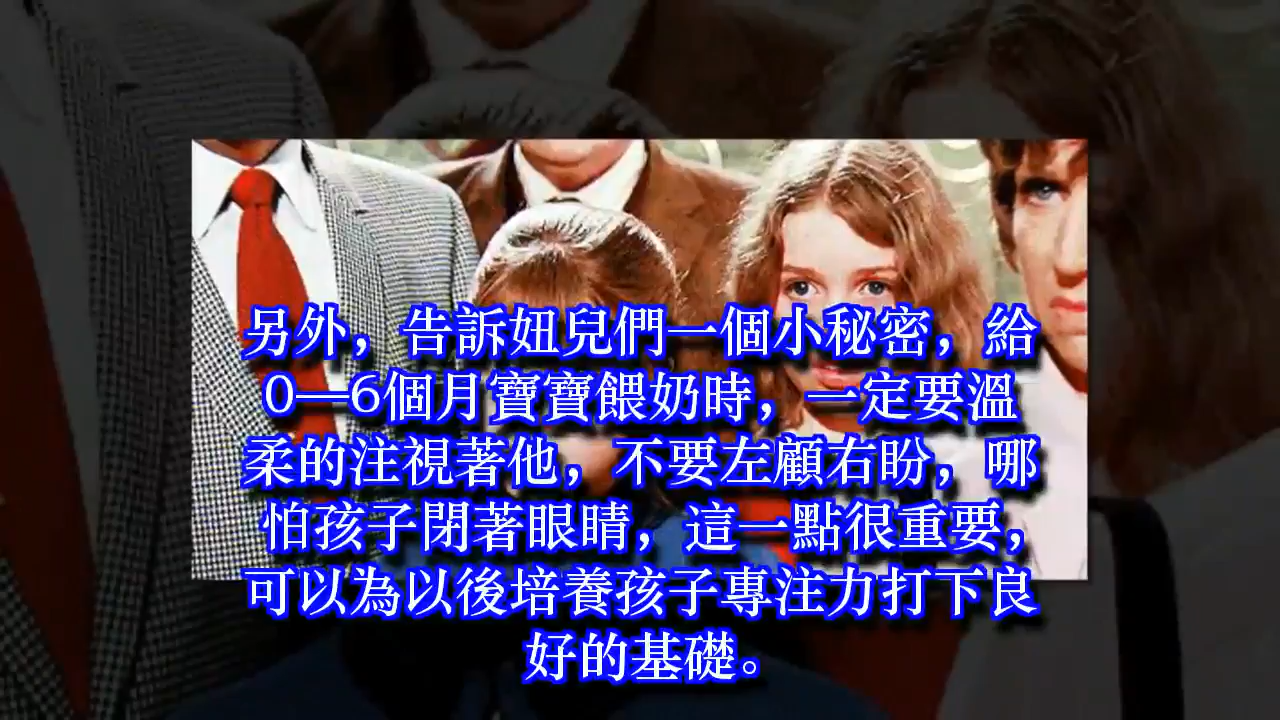 另外，告訴妞兒們一個小秘密，給
0—6個月寶寶餵奶時，一定要溫
柔的注視著他，不要左顧右盼，哪
怕孩子閉著眼睛，這一點很重要，
可以為以後培養孩子專注力打下良
好的基礎。